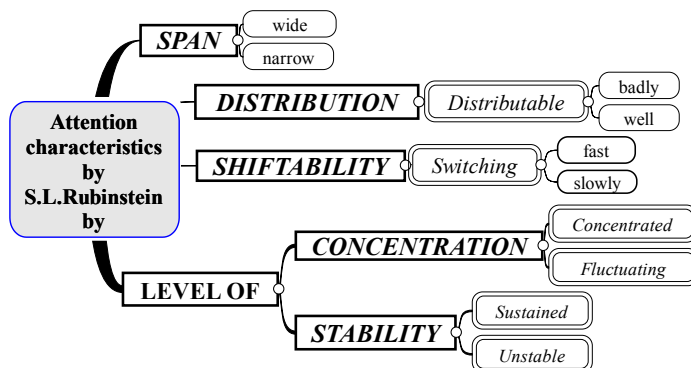 Attention
characteristics
by
S.L.Rubinstein
by
SPAN
wide
narrow
DISTRIBUTION
Distributable
badly
well
SHIFTABILITY
Switching
fast
slowly
LEVEL OF
CONCENTRATION
Concentrated
Fluctuating
STABILITY
Sustained
Unstable